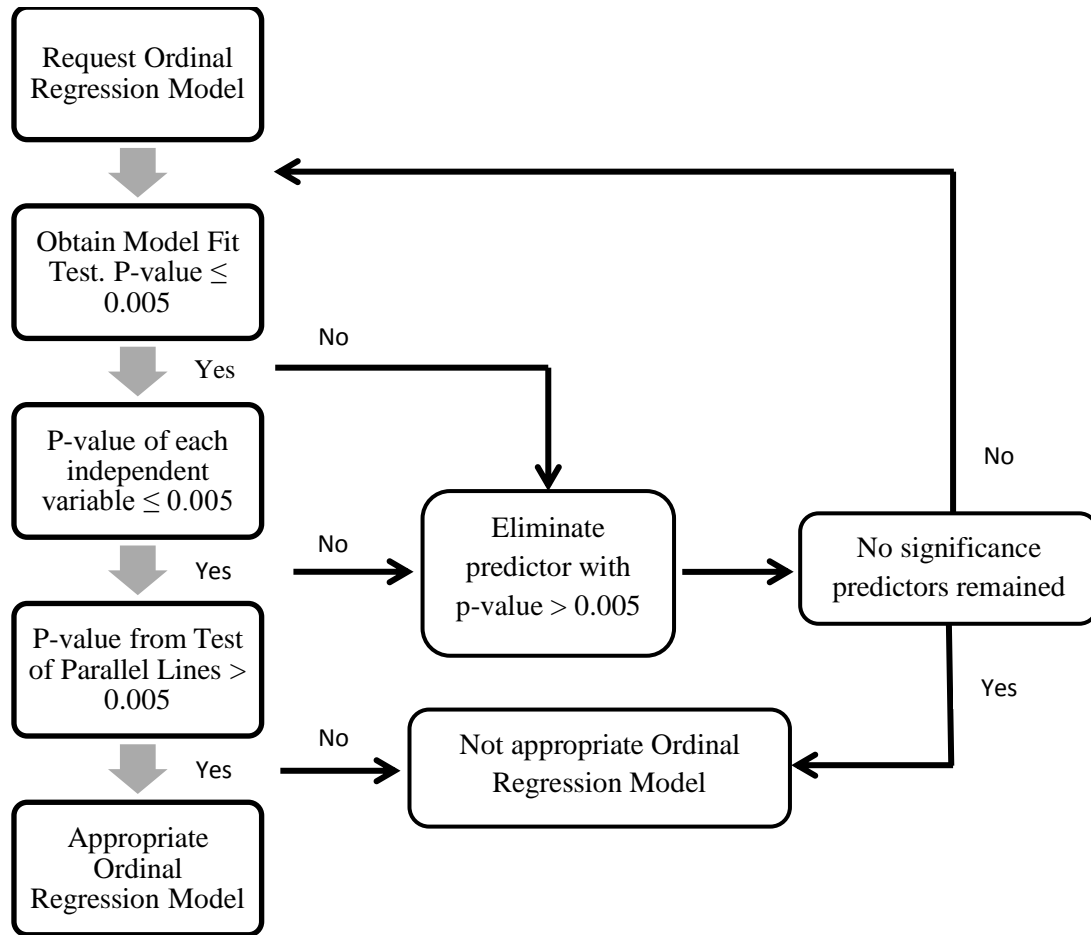 Request Ordinal
Regression Model
Obtain Model Fit
Test. P-value ≤
0.005
No
Yes
P-value of each
independent
variable ≤ 0.005
No
Yes
Eliminate
predictor with
p-value > 0.005
No significance
predictors remained
No
Yes
P-value from Test
of Parallel Lines >
0.005
No
Yes
Not appropriate Ordinal
Regression Model
Appropriate
Ordinal
Regression Model